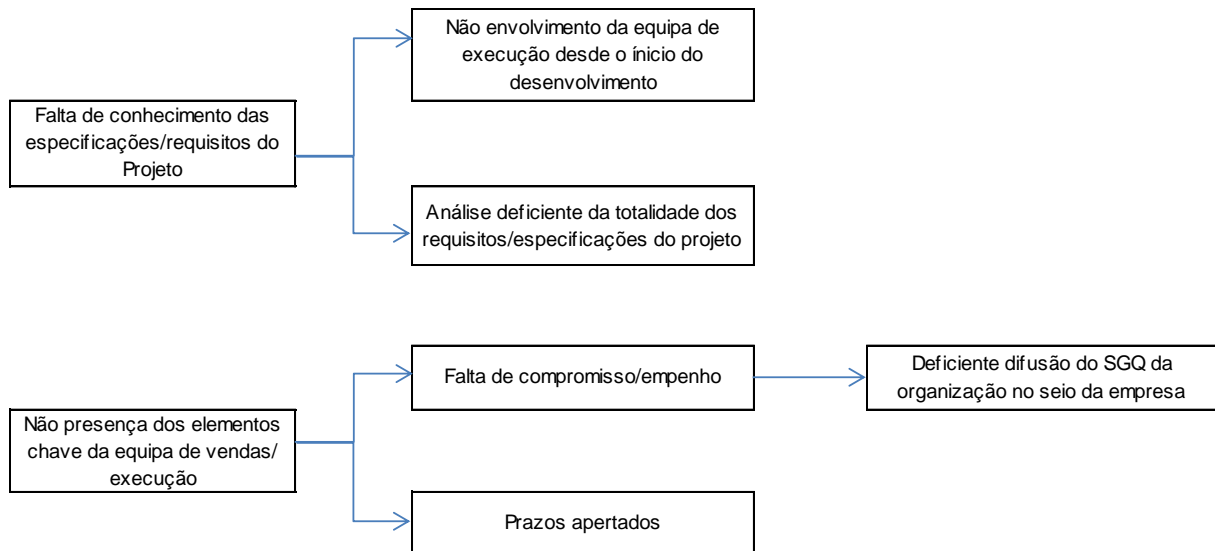 Não envolvimento da equipa de
execução desde o ínicio do
desenvolvimento
Falta de conhecimento das
especificações/requisitos do
Projeto
Análise deficiente da totalidade dos
requisitos/especificações do projeto
Falta de compromisso/empenho
Deficiente difusão do SGQ da
organização no seio da empresa
Não presença dos elementos
chave da equipa de vendas/
execução
Prazos apertados